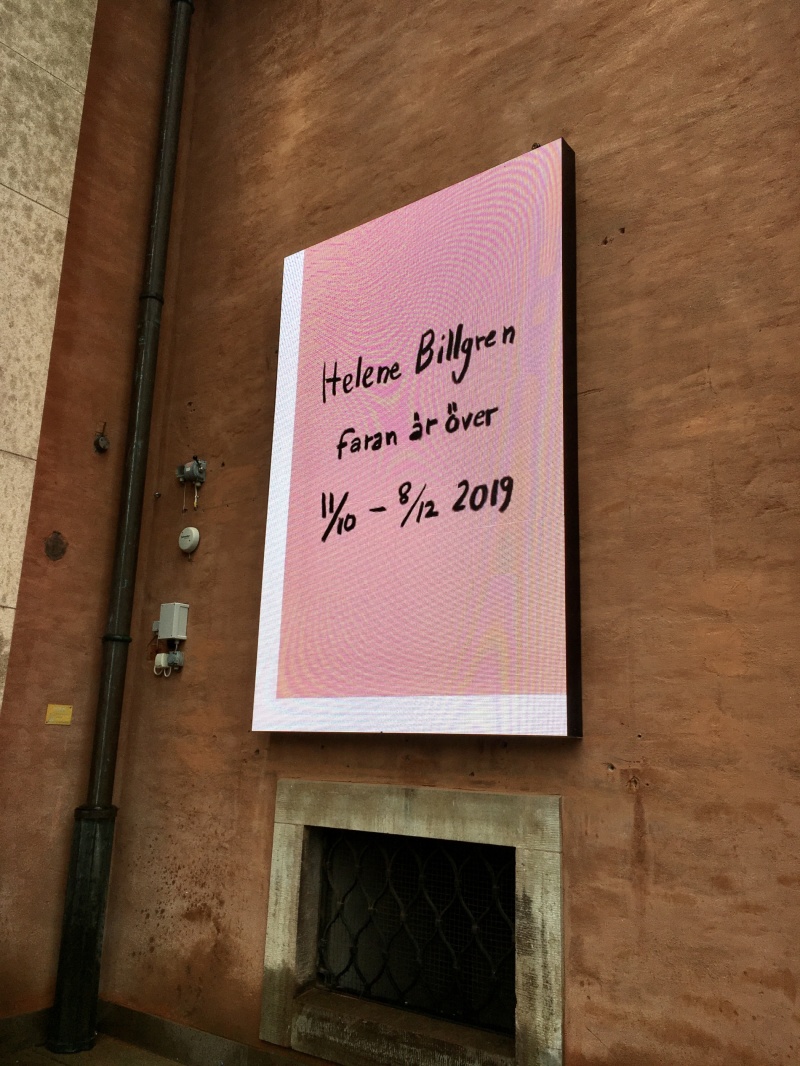 Helene Billgren
faran är över
11/10 - 8/12 2019